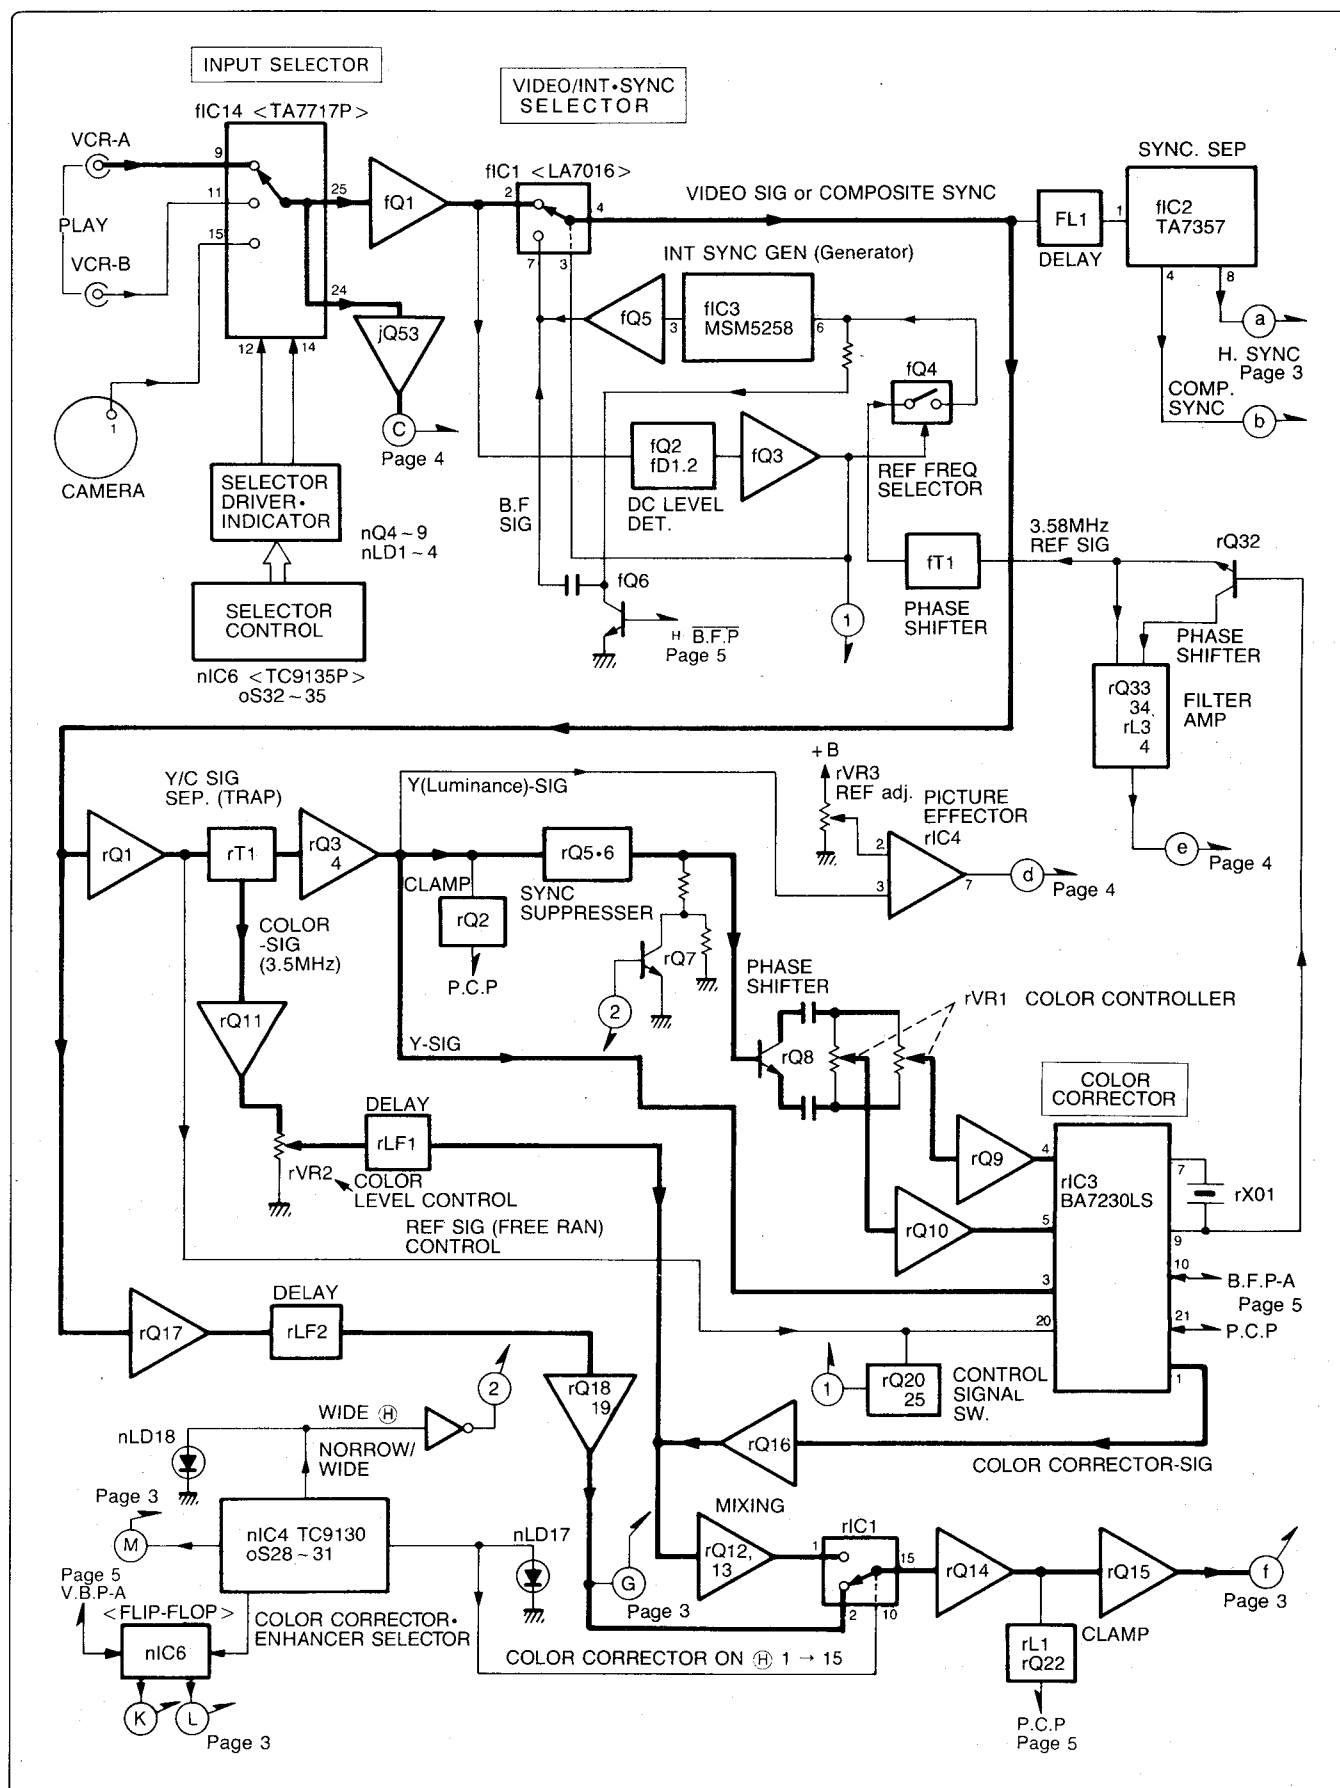 INPUT SELECTOR
fIC14 <TA7717P>
VCR-A
9
11
15
PLAY
VCR-B
25
24
12
14
fQ1
jQ53
C
Page 4
1
CAMERA
SELECTOR
DRIVER•
INDICATOR
nQ4~9
nLD1~4
SELECTOR
CONTROL
nIC6 <TC9135P>
oS32~35
VIDEO/INT•SYNC
SELECTOR
fIC1 <LA7016>
2
4
7
3
VIDEO SIG or COMPOSITE SYNC
INT SYNC GEN (Generator)
fQ5
3
fIC3
MSM5258
6
fQ4
REF FREQ
SELECTOR
fQ2
fD1.2
DC LEVEL
DET.
fQ3
B.F
SIG
fQ6
H B.F.P
Page 5
1
fT1
PHASE
SHIFTER
3.58MHz
REF SIG
rQ32
PHASE
SHIFTER
rQ33
34
rL3
4
FILTER
AMP
e
Page 4
FL1
DELAY
SYNC. SEP
1
fIC2
TA7357
4
8
a
H. SYNC
Page 3
COMP.
SYNC
b
Y/C SIG
SEP. (TRAP)
rQ1
rT1
rQ3
4
Y(Luminance)-SIG
CLAMP
rQ2
P.C.P
rQ5•6
SYNC
SUPPRESSER
rQ7
2
+B
rVR3
REF adj.
PICTURE
EFFECTOR
rIC4
2
3
7
d
Page 4
COLOR
-SIG
(3.5MHz)
rQ11
Y-SIG
PHASE
SHIFTER
rQ8
rVR1 COLOR CONTROLLER
COLOR
CORRECTOR
DELAY
rLF1
rVR2
COLOR
LEVEL CONTROL
REF SIG (FREE RAN)
CONTROL
rQ9
4
rQ10
5
3
20
rIC3
BA7230LS
7
rX01
9
10
B.F.P-A
Page 5
21
P.C.P
1
rQ17
DELAY
rLF2
rQ18
19
1
rQ20
25
CONTROL
SIGNAL
SW.
rQ16
COLOR CORRECTOR-SIG
WIDE Ⓗ
2
nLD18
NORROW/
WIDE
Page 3
M
nIC4 TC9130
oS28~31
nLD17
Page 5
V.B.P-A
<FLIP-FLOP>
nIC6
COLOR CORRECTOR•
ENHANCER SELECTOR
K
L
Page 3
G
Page 3
MIXING
rQ12,
13
rIC1
1
15
2
10
COLOR CORRECTOR ON Ⓗ 1 → 15
rQ14
rQ15
f
Page 3
CLAMP
rL1
rQ22
P.C.P
Page 5